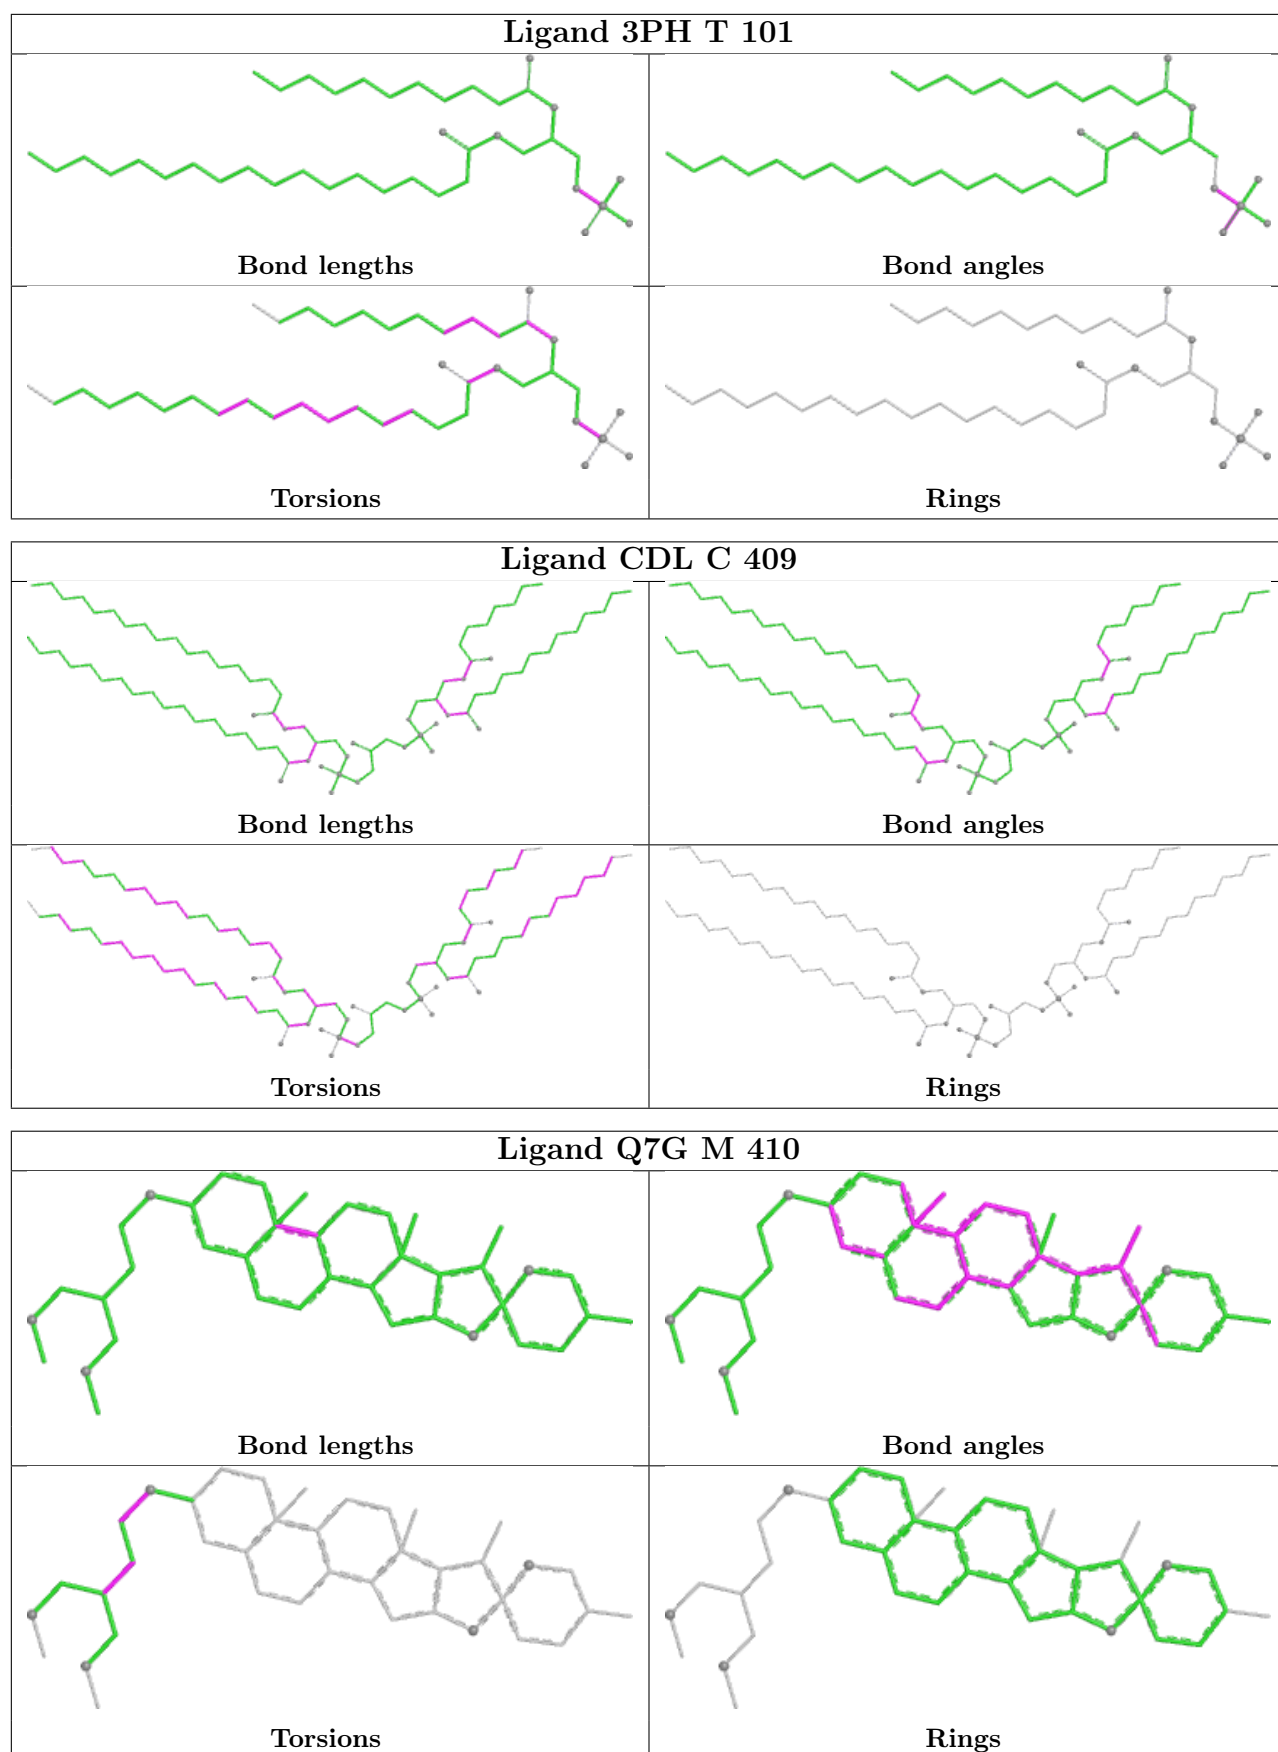 Ligand 3PH T 101
Bond lengths
Bond angles
Torsions
Rings
Ligand CDL C 409
Bond lengths
Bond angles
Torsions
Rings
Ligand Q7G M 410
Bond lengths
Bond angles
Torsions
Rings